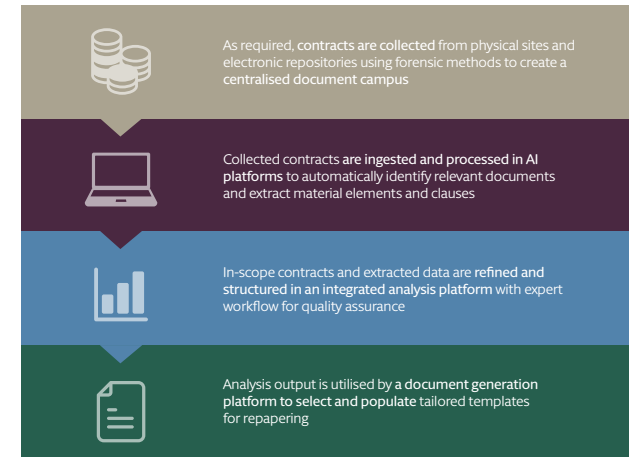 As required, contracts are collected from physical sites and
electronic repositories using forensic methods to create a
centralised document campus
Collected contracts are ingested and processed in AI
platforms to automatically identify relevant documents
and extract material elements and clauses
In-scope contracts and extracted data are refined and
structured in an integrated analysis platform with expert
workflow for quality assurance
Analysis output is utilised by a document generation
platform to select and populate tailored templates
for repapering